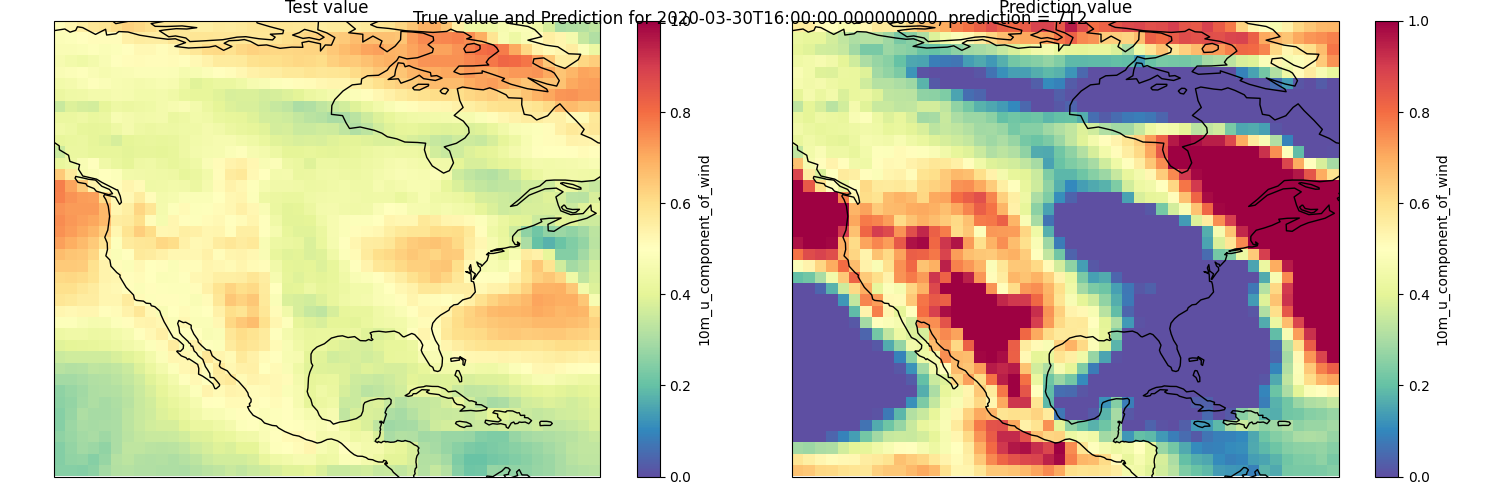 Test value
True value and Prediction for 2020-03-30T16:00:00.000000000, prediction = 712
Prediction value
1.0
0.8
0.6
0.4
0.2
0.0
10m_u_component_of_wind
1.0
0.8
0.6
0.4
0.2
0.0
10m_u_component_of_wind